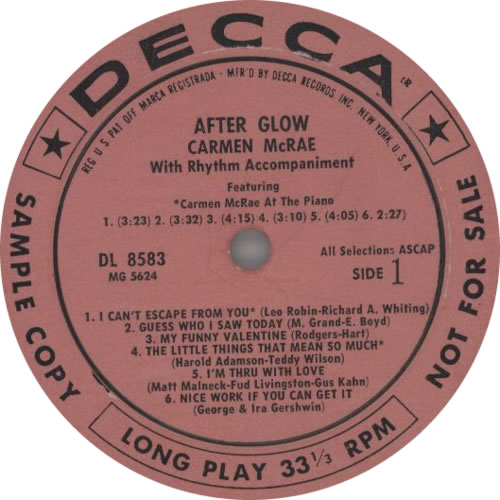 DECCA ®
REG U S PAT OFF MARCA REGISTRADA - MF'R'D BY DECCA RECORDS INC. NEW YORK, U.S.A
AFTER GLOW
CARMEN McRAE
With Rhythm Accompaniment
Featuring
*Carmen McRae At The Piano
1. (3:23) 2. (3:32) 3. (4:15) 4. (3:10) 5. (4:05) 6. 2:27)
DL 8583
MG 5624
All Selections ASCAP
SIDE 1
1. I CAN'T ESCAPE FROM YOU* (Leo Robin-Richard A. Whiting)
2. GUESS WHO I SAW TODAY (M. Grand-E. Boyd)
3. MY FUNNY VALENTINE (Rodgers-Hart)
4. THE LITTLE THINGS THAT MEAN SO MUCH*
(Harold Adamson-Teddy Wilson)
5. I'M THRU WITH LOVE
(Matt Malneck-Fud Livingston-Gus Kahn)
6. NICE WORK IF YOU CAN GET IT
(George & Ira Gershwin)
SAMPLE COPY
NOT FOR SALE
LONG PLAY 33 1/3 RPM